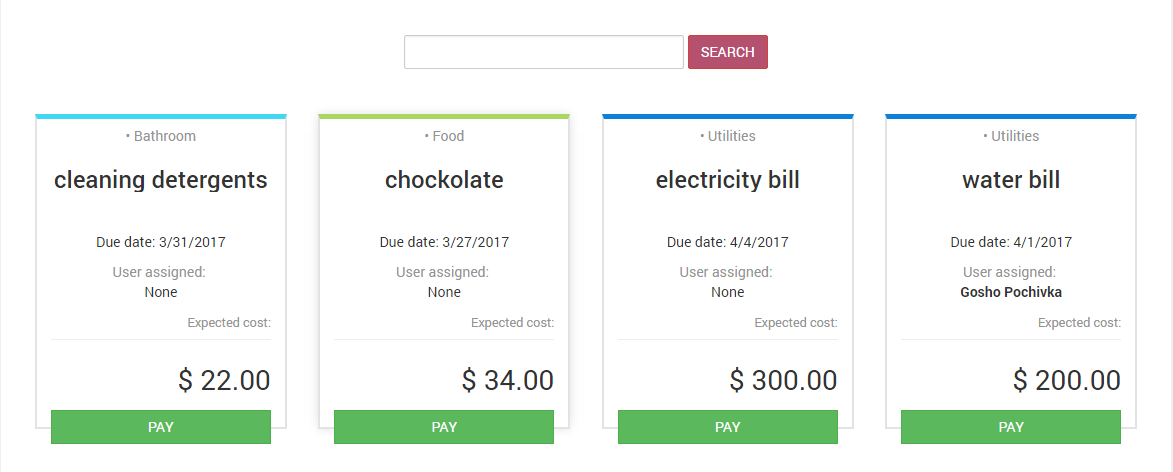 SEARCH
• Bathroom
cleaning detergents
Due date: 3/31/2017
User assigned:
None
Expected cost:
$ 22.00
PAY
• Food
chockolate
Due date: 3/27/2017
User assigned:
None
Expected cost:
$ 34.00
PAY
• Utilities
electricity bill
Due date: 4/4/2017
User assigned:
None
Expected cost:
$ 300.00
PAY
• Utilities
water bill
Due date: 4/1/2017
User assigned:
Gosho Pochivka
Expected cost:
$ 200.00
PAY